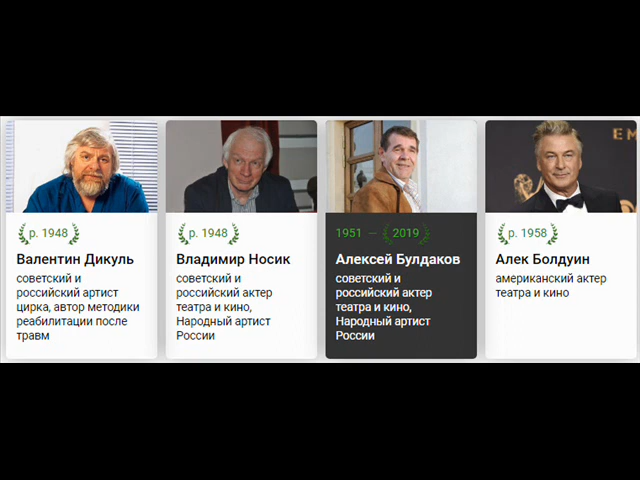 EM
р. 1948
Валентин Дикуль
советский и
российский артист
цирка, автор методики
реабилитации после
травм
р. 1948
Владимир Носик
советский и
российский актер
театра и кино,
Народный артист
России
1951 — 2019
Алексей Булдаков
советский и
российский актер
театра и кино,
Народный артист
России
р. 1958
Алек Болдуин
американский актер
театра и кино